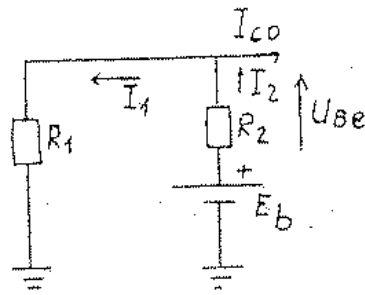 I_CO
I_1
I_2
U_Be
R_1
R_2
+
E_b